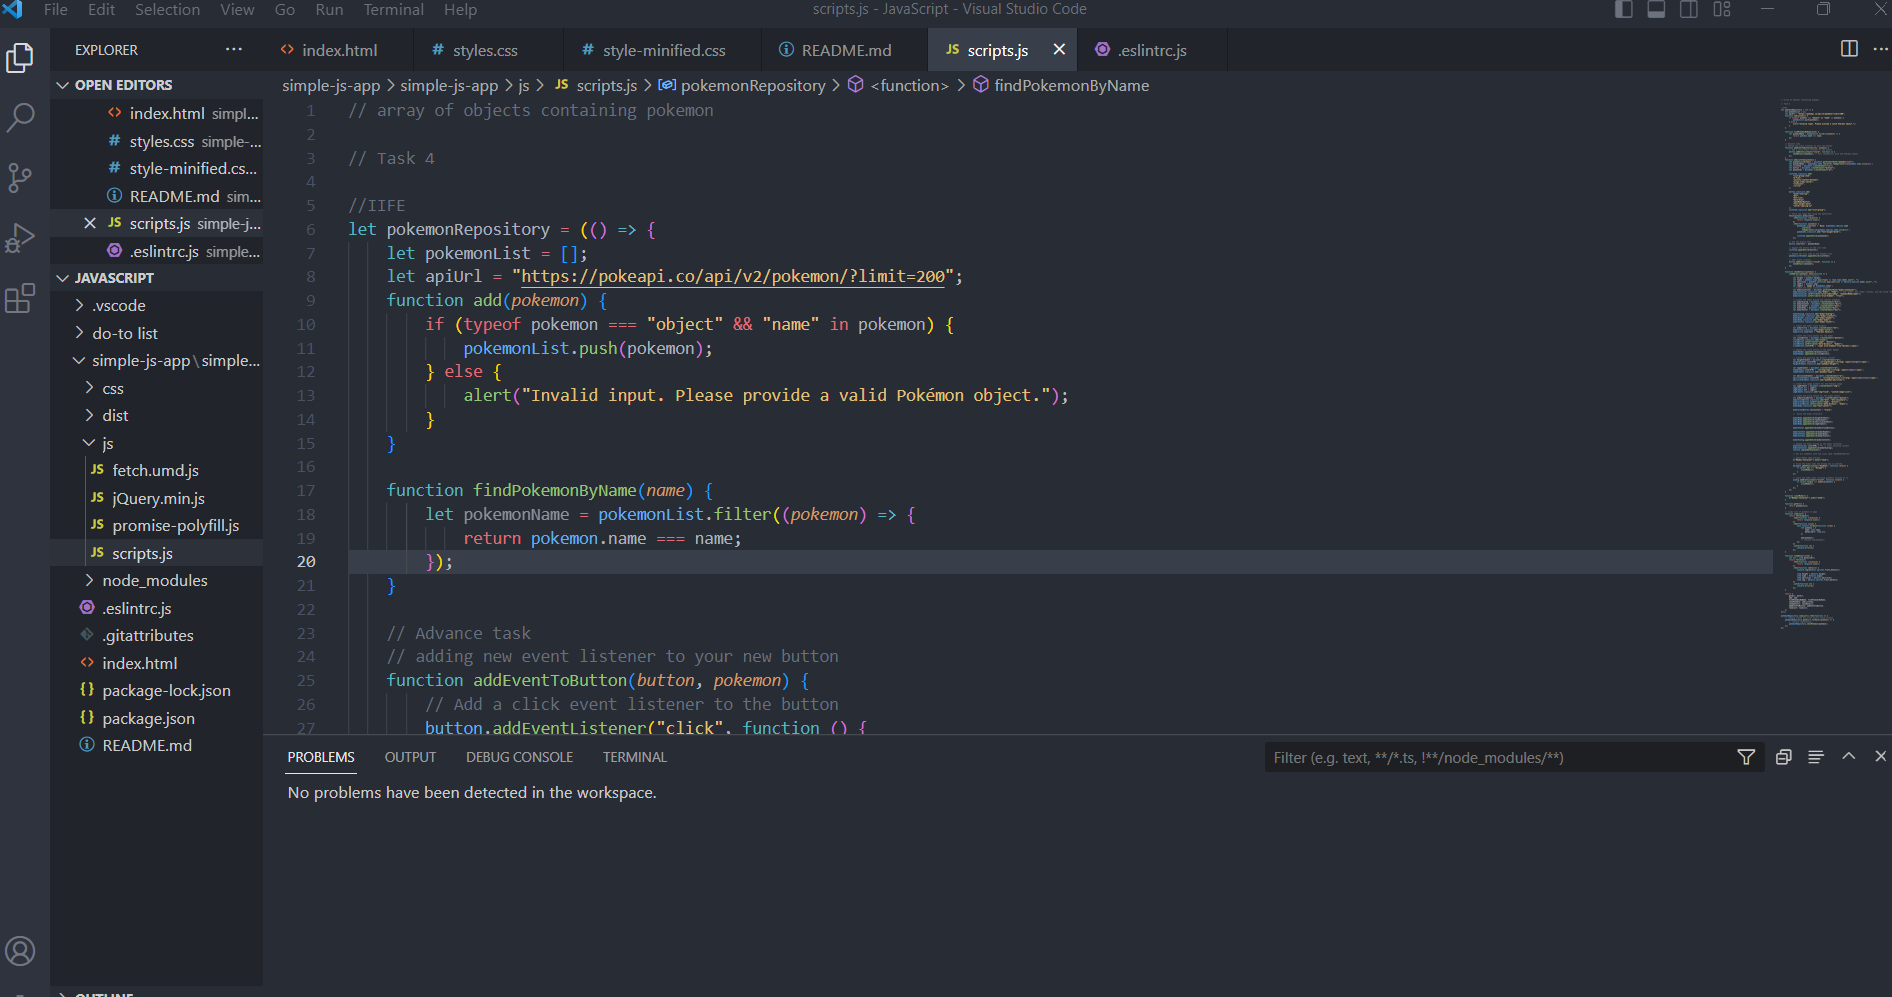 File Edit Selection View Go Run Terminal Help
scripts.js - JavaScript - Visual Studio Code
EXPLORER
index.html
styles.css
style-minified.css
README.md
scripts.js
.eslintrc.js
OPEN EDITORS
index.html simpl...
styles.css simple-...
style-minified.cs...
README.md sim...
scripts.js simple-j...
.eslintrc.js simple...
JAVASCRIPT
.vscode
do-to list
simple-js-app\simple...
css
dist
js
fetch.umd.js
jQuery.min.js
promise-polyfill.js
scripts.js
node_modules
.eslintrc.js
.gitattributes
index.html
package-lock.json
package.json
README.md
OUTLINE
simple-js-app > simple-js-app > js > JS scripts.js > pokemonRepository > <function> > findPokemonByName
1 // array of objects containing pokemon
2
3 // Task 4
4
5 //IIFE
6 let pokemonRepository = (() => {
7 let pokemonList = [];
8 let apiUrl = "https://pokeapi.co/api/v2/pokemon/?limit=200";
9 function add(pokemon) {
10 if (typeof pokemon === "object" && "name" in pokemon) {
11 pokemonList.push(pokemon);
12 } else {
13 alert("Invalid input. Please provide a valid Pokémon object.");
14 }
15 }
16
17 function findPokemonByName(name) {
18 let pokemonName = pokemonList.filter((pokemon) => {
19 return pokemon.name === name;
20 });
21 }
22
23 // Advance task
24 // adding new event listener to your new button
25 function addEventToButton(button, pokemon) {
26 // Add a click event listener to the button
27 button.addEventListener("click", function () {
PROBLEMS OUTPUT DEBUG CONSOLE TERMINAL
Filter (e.g. text, **/*.ts, !**/node_modules/**)
No problems have been detected in the workspace.